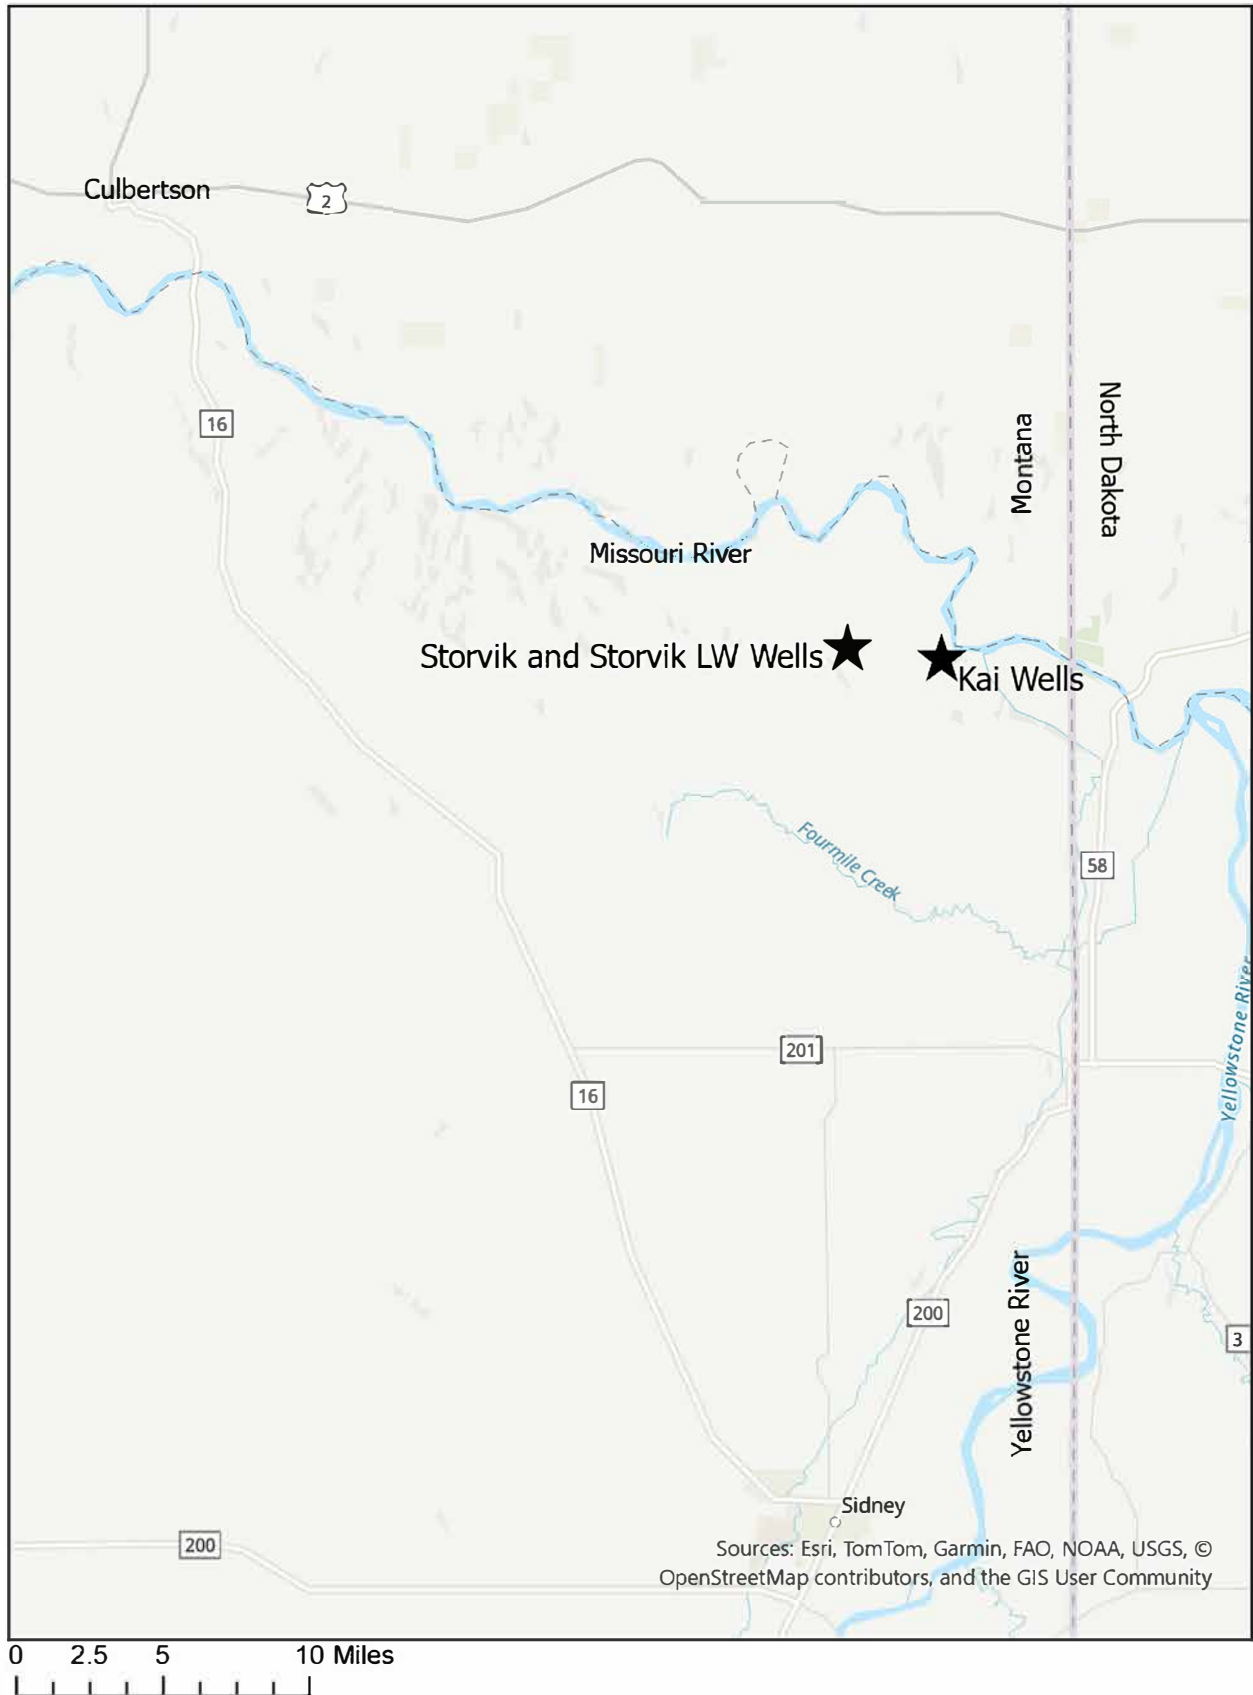 Culbertson
2
16
Montana
North Dakota
Missouri River
Storvik and Storvik LW Wells
Kai Wells
Fourmile Creek
58
Yellowstone River
201
16
200
Yellowstone River
3
Sidney
200
Sources: Esri, TomTom, Garmin, FAO, NOAA, USGS, ©
OpenStreetMap contributors, and the GIS User Community
0 2.5 5 10 Miles